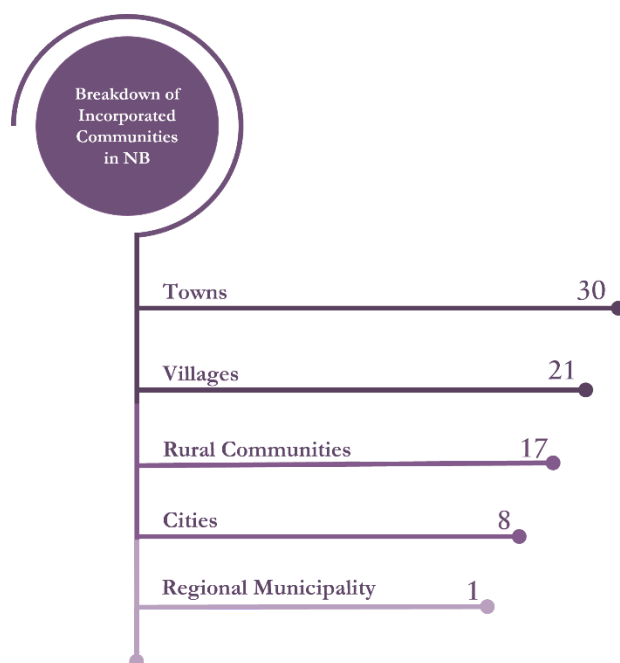 Breakdown of
Incorporated
Communities
in NB
Towns 30
Villages 21
Rural Communities 17
Cities 8
Regional Municipality 1